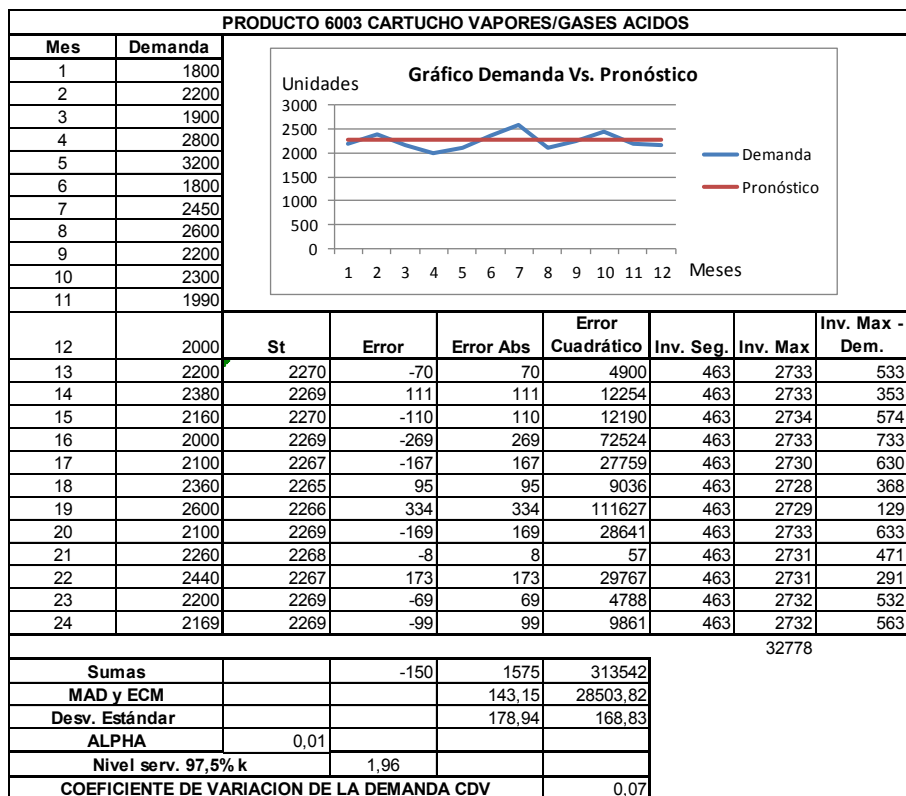 PRODUCTO 6003 CARTUCHO VAPORES/GASES ACIDOS
Mes Demanda
1 1800
2 2200
3 1900
4 2800
5 3200
6 1800
7 2450
8 2600
9 2200
10 2300
11 1990
Gráfico Demanda Vs. Pronóstico
Unidades
3000
2500
2000
1500
1000
500
0
1 2 3 4 5 6 7 8 9 10 11 12 Meses
Demanda
Pronóstico
12 2000 St Error Error Abs Error Cuadrático Inv. Seg. Inv. Max Inv. Max - Dem.
13 2200 2270 -70 70 4900 463 2733 533
14 2380 2269 111 111 12254 463 2733 353
15 2160 2270 -110 110 12190 463 2734 574
16 2000 2269 -269 269 72524 463 2733 733
17 2100 2267 -167 167 27759 463 2730 630
18 2360 2265 95 95 9036 463 2728 368
19 2600 2266 334 334 111627 463 2729 129
20 2100 2269 -169 169 28641 463 2733 633
21 2260 2268 -8 8 57 463 2731 471
22 2440 2267 173 173 29767 463 2731 291
23 2200 2269 -69 69 4788 463 2732 532
24 2169 2269 -99 99 9861 463 2732 563
32778
Sumas -150 1575 313542
MAD y ECM 143,15 28503,82
Desv. Estándar 178,94 168,83
ALPHA 0,01
Nivel serv. 97,5% k 1,96
COEFICIENTE DE VARIACION DE LA DEMANDA CDV 0,07